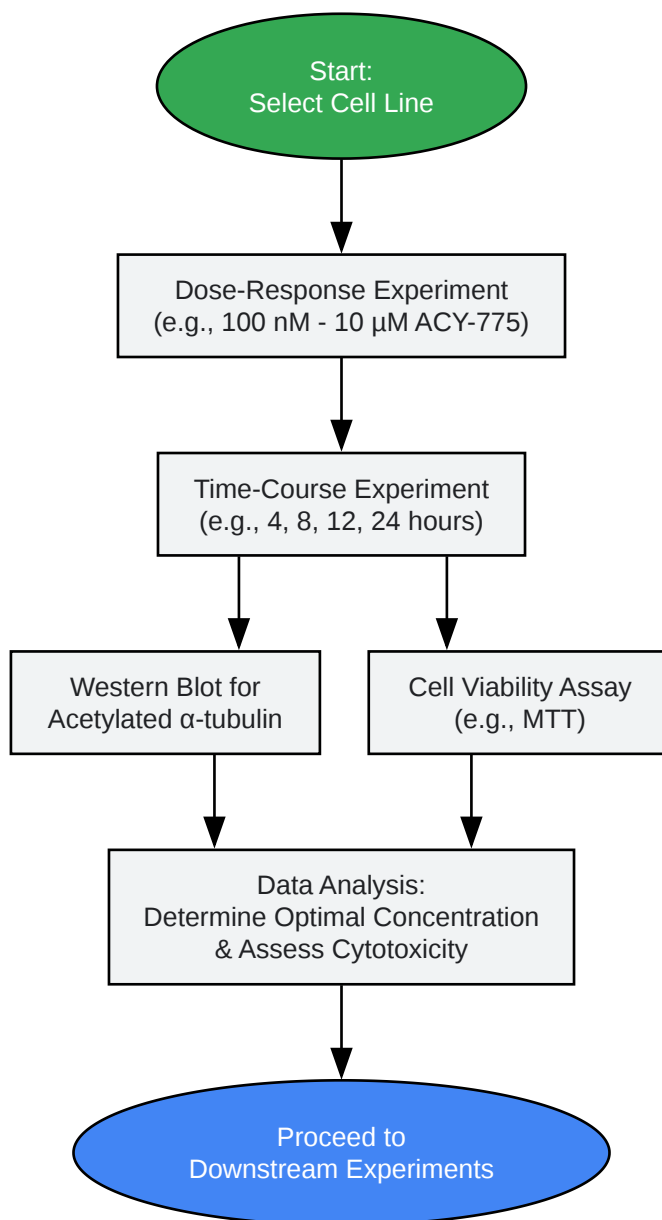 Start:
Select Cell Line
Dose-Response Experiment
(e.g., 100 nM - 10 µM ACY-775)
Time-Course Experiment
(e.g., 4, 8, 12, 24 hours)
Western Blot for
Acetylated α-tubulin
Cell Viability Assay
(e.g., MTT)
Data Analysis:
Determine Optimal Concentration
& Assess Cytotoxicity
Proceed to
Downstream Experiments